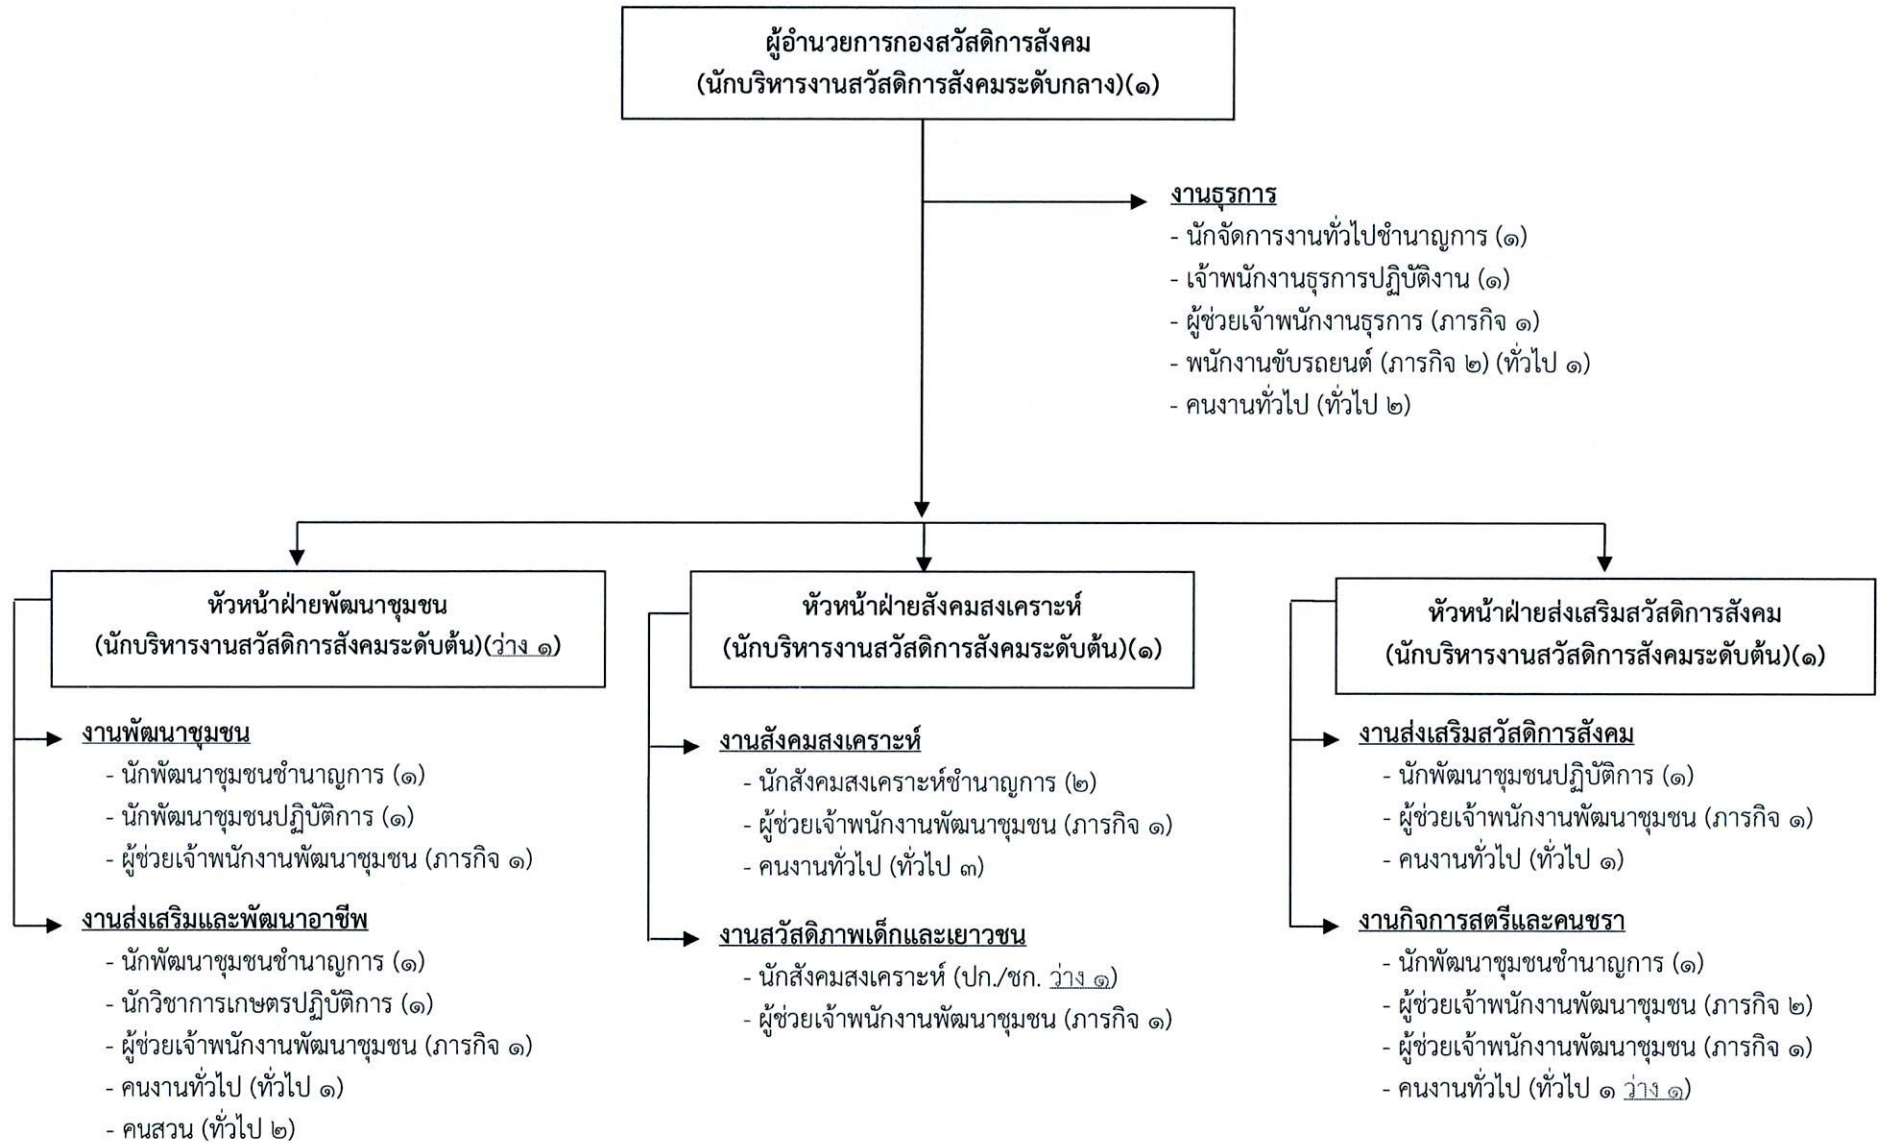 ผู้อำนวยการกองสวัสดิการสังคม
(นักบริหารงานสวัสดิการสังคมระดับกลาง)(๑)
งานธุรการ
- นักจัดการงานทั่วไปชำนาญการ (๑)
- เจ้าพนักงานธุรการปฏิบัติงาน (๑)
- ผู้ช่วยเจ้าพนักงานธุรการ (ภารกิจ ๑)
- พนักงานขับรถยนต์ (ภารกิจ ๒) (ทั่วไป ๑)
- คนงานทั่วไป (ทั่วไป ๒)
หัวหน้าฝ่ายพัฒนาชุมชน
(นักบริหารงานสวัสดิการสังคมระดับต้น)(ว่าง ๑)
งานพัฒนาชุมชน
- นักพัฒนาชุมชนชำนาญการ (๑)
- นักพัฒนาชุมชนปฏิบัติการ (๑)
- ผู้ช่วยเจ้าพนักงานพัฒนาชุมชน (ภารกิจ ๑)
งานส่งเสริมและพัฒนาอาชีพ
- นักพัฒนาชุมชนชำนาญการ (๑)
- นักวิชาการเกษตรปฏิบัติการ (๑)
- ผู้ช่วยเจ้าพนักงานพัฒนาชุมชน (ภารกิจ ๑)
- คนงานทั่วไป (ทั่วไป ๑)
- คนสวน (ทั่วไป ๒)
หัวหน้าฝ่ายสังคมสงเคราะห์
(นักบริหารงานสวัสดิการสังคมระดับต้น)(๑)
งานสังคมสงเคราะห์
- นักสังคมสงเคราะห์ชำนาญการ (๒)
- ผู้ช่วยเจ้าพนักงานพัฒนาชุมชน (ภารกิจ ๑)
- คนงานทั่วไป (ทั่วไป ๓)
งานสวัสดิภาพเด็กและเยาวชน
- นักสังคมสงเคราะห์ (ปก./ชก. ว่าง ๑)
- ผู้ช่วยเจ้าพนักงานพัฒนาชุมชน (ภารกิจ ๑)
หัวหน้าฝ่ายส่งเสริมสวัสดิการสังคม
(นักบริหารงานสวัสดิการสังคมระดับต้น)(๑)
งานส่งเสริมสวัสดิการสังคม
- นักพัฒนาชุมชนปฏิบัติการ (๑)
- ผู้ช่วยเจ้าพนักงานพัฒนาชุมชน (ภารกิจ ๑)
- คนงานทั่วไป (ทั่วไป ๑)
งานกิจการสตรีและคนชรา
- นักพัฒนาชุมชนชำนาญการ (๑)
- ผู้ช่วยเจ้าพนักงานพัฒนาชุมชน (ภารกิจ ๒)
- ผู้ช่วยเจ้าพนักงานพัฒนาชุมชน (ภารกิจ ๑)
- คนงานทั่วไป (ทั่วไป ๑ ว่าง ๑)